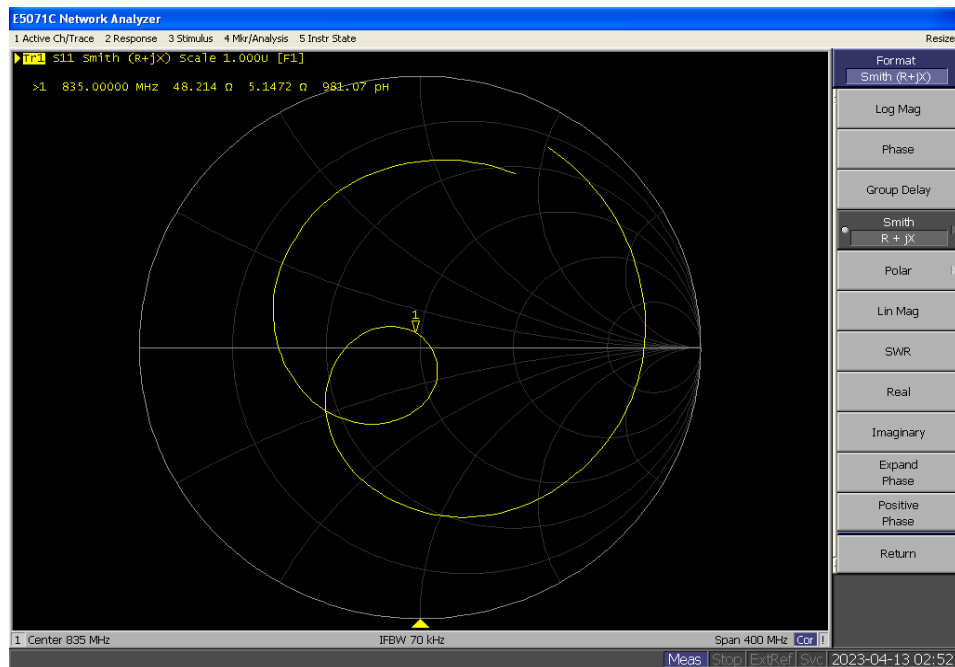 E5071C Network Analyzer
1 Active Ch/Trace 2 Response 3 Stimulus 4 Mkr/Analysis 5 Instr State
Resize
Tr1 S11 Smith (R+jX) Scale 1.000U [F1]
>1 835.00000 MHz 48.214 Ω 5.1472 Ω 981.07 pH
1
Format
Smith (R+jX)
Log Mag
Phase
Group Delay
Smith
R + jX
Polar
Lin Mag
SWR
Real
Imaginary
Expand
Phase
Positive
Phase
Return
1 Center 835 MHz
IFBW 70 kHz
Span 400 MHz Cor !
Meas Stop ExtRef Svc 2023-04-13 02:52